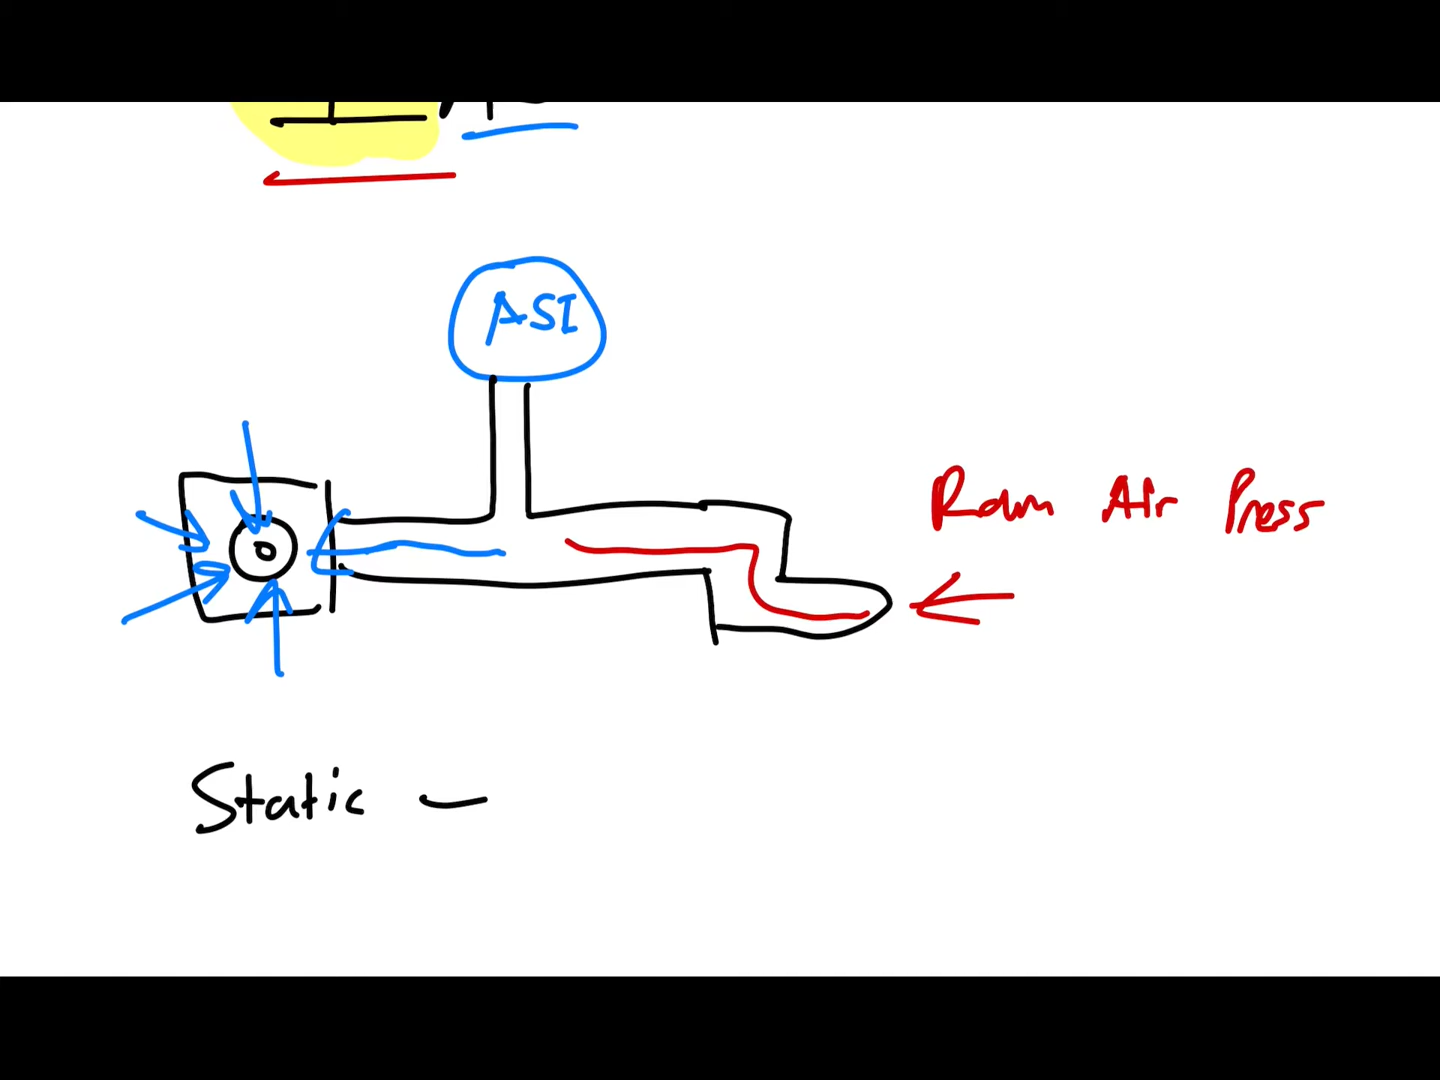 ASI
Ram Air Press
Static —